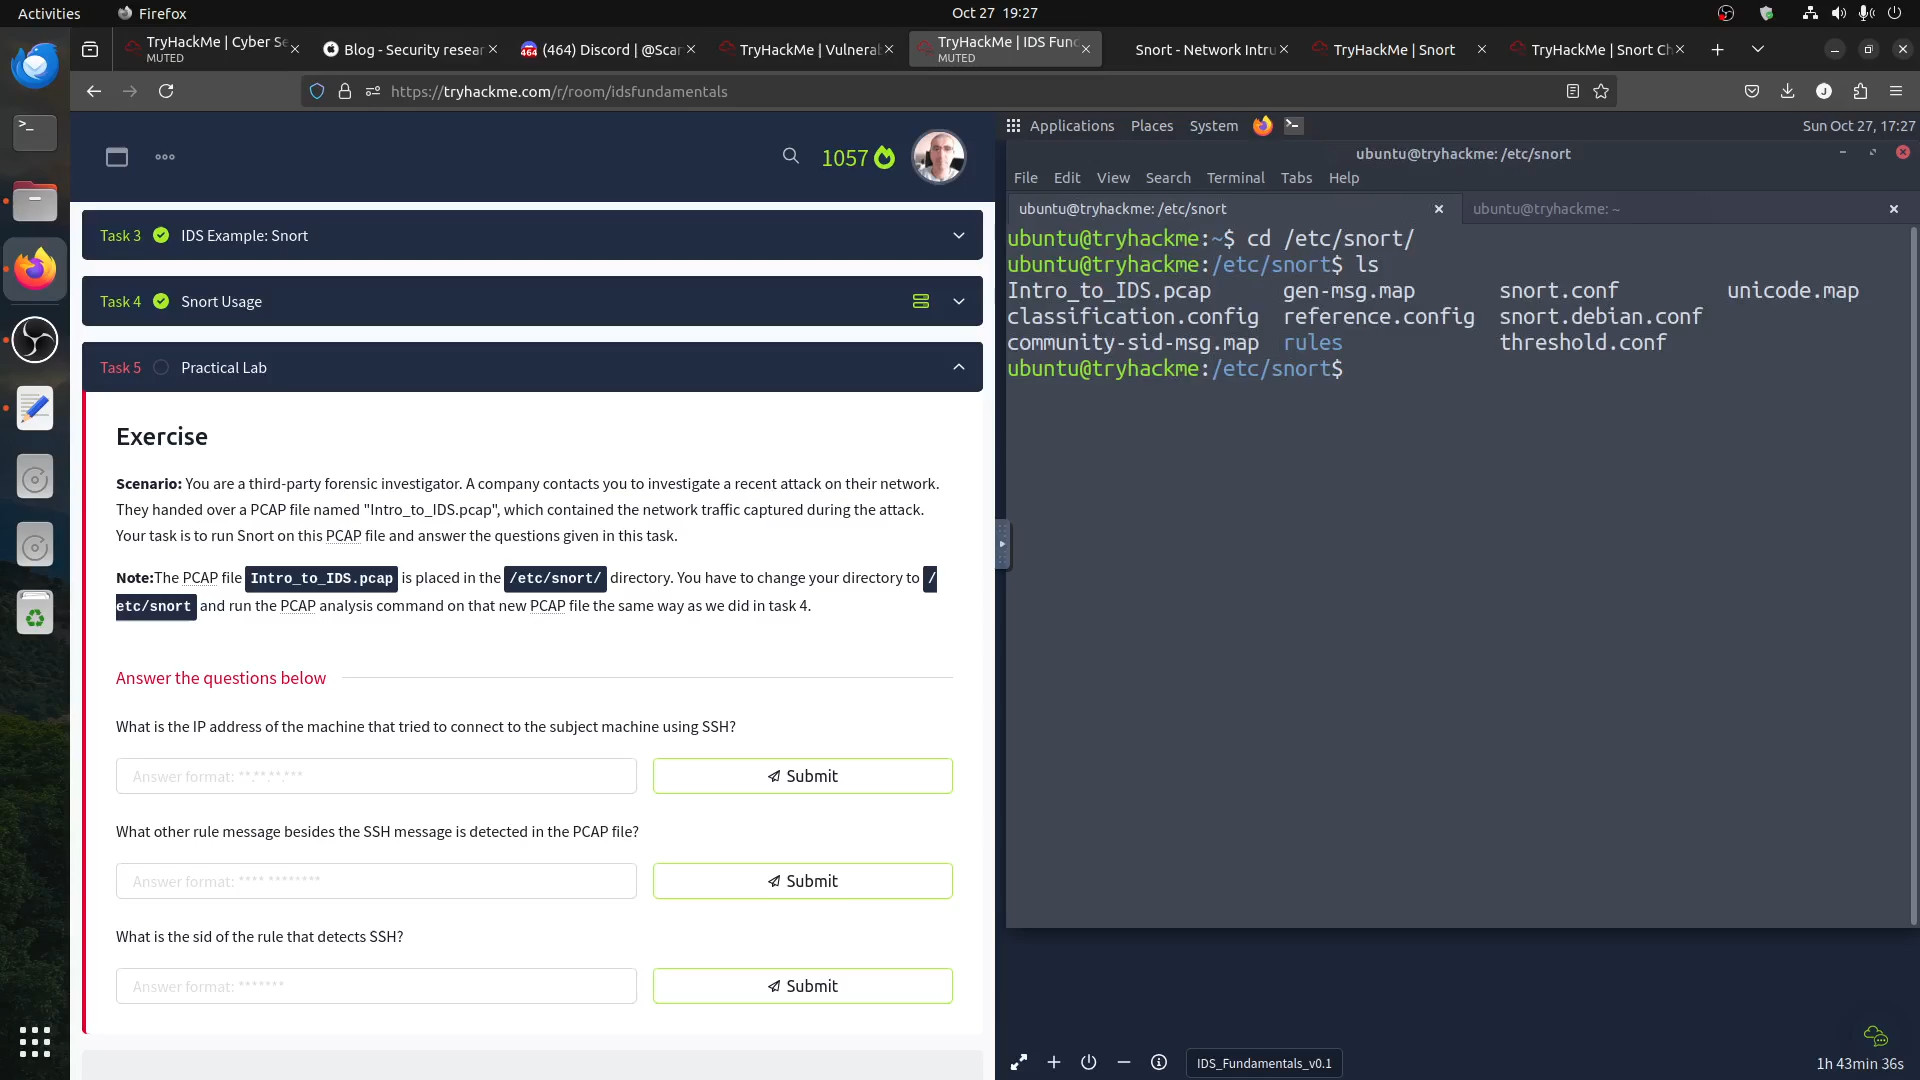 Activities
Firefox
Oct 27 19:27
TryHackMe | Cyber Se
MUTED
Blog - Security resear
(464) Discord | @Scar
TryHackMe | Vulneral
TryHackMe | IDS Func
MUTED
Snort - Network Intru
TryHackMe | Snort
TryHackMe | Snort Ch
https://tryhackme.com/r/room/idsfundamentals
J
1057
Task 3 IDS Example: Snort
Task 4 Snort Usage
Task 5 Practical Lab
Exercise
Scenario: You are a third-party forensic investigator. A company contacts you to investigate a recent attack on their network.
They handed over a PCAP file named "Intro_to_IDS.pcap", which contained the network traffic captured during the attack.
Your task is to run Snort on this PCAP file and answer the questions given in this task.
Note:The PCAP file Intro_to_IDS.pcap is placed in the /etc/snort/ directory. You have to change your directory to /
etc/snort and run the PCAP analysis command on that new PCAP file the same way as we did in task 4.
Answer the questions below
What is the IP address of the machine that tried to connect to the subject machine using SSH?
Answer format: **.**.**.***
Submit
What other rule message besides the SSH message is detected in the PCAP file?
Answer format: **** ********
Submit
What is the sid of the rule that detects SSH?
Answer format: *******
Submit
Applications Places System
Sun Oct 27, 17:27
ubuntu@tryhackme: /etc/snort
File Edit View Search Terminal Tabs Help
ubuntu@tryhackme: /etc/snort
ubuntu@tryhackme: ~
ubuntu@tryhackme:~$ cd /etc/snort/
ubuntu@tryhackme:/etc/snort$ ls
Intro_to_IDS.pcap gen-msg.map snort.conf unicode.map
classification.config reference.config snort.debian.conf
community-sid-msg.map rules threshold.conf
ubuntu@tryhackme:/etc/snort$
IDS_Fundamentals_v0.1
1h 43min 36s